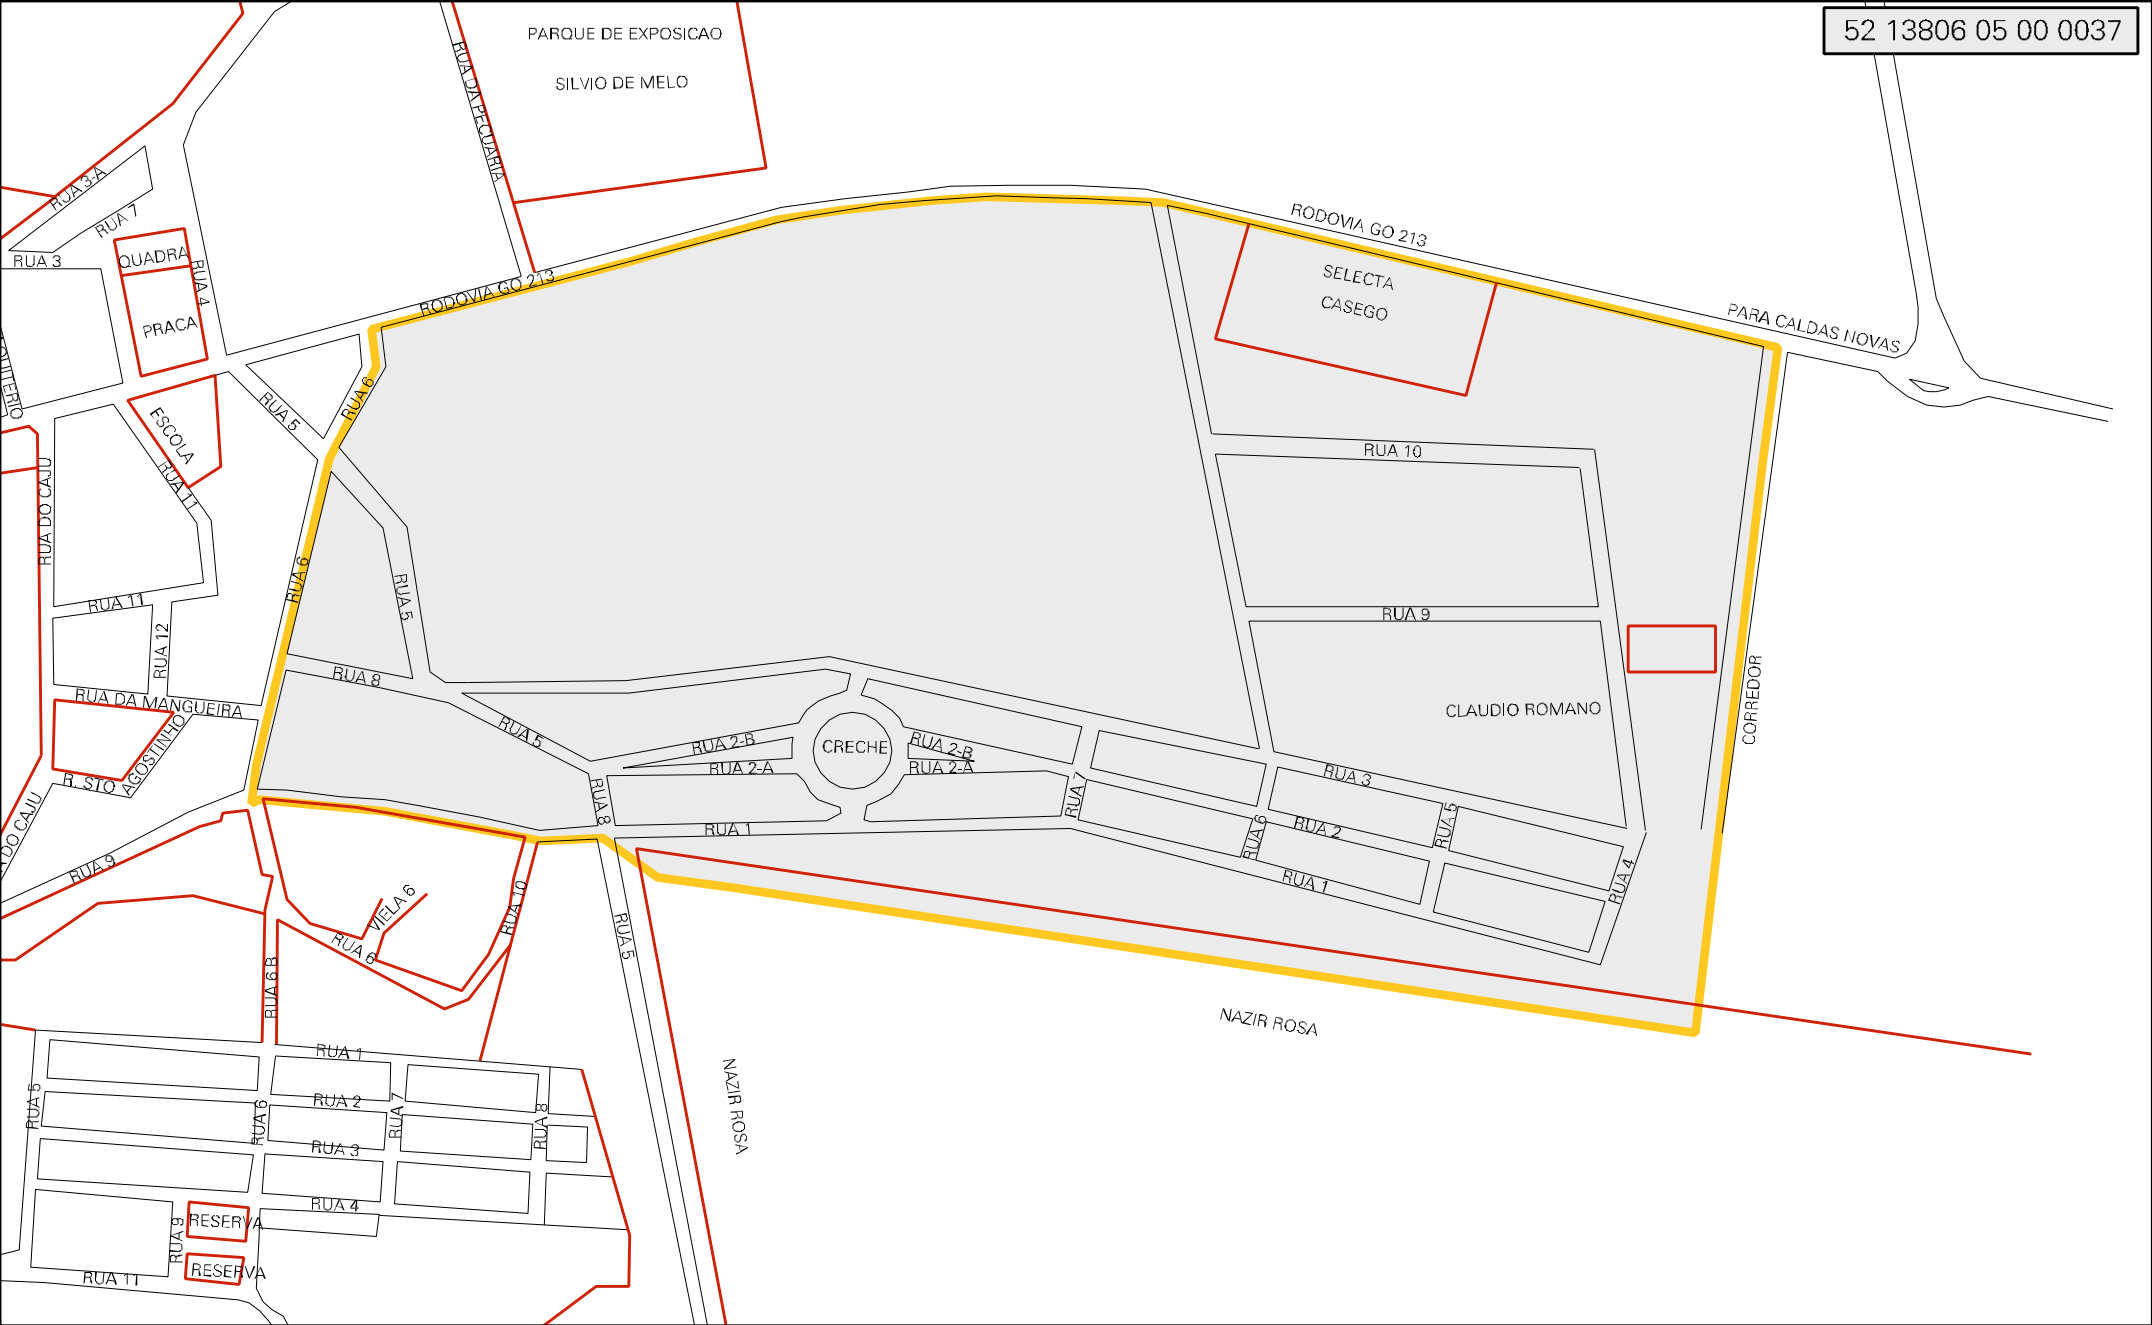 52 13806 05 00 0037
PARQUE DE EXPOSICAO
SILVIO DE MELO
RUA DA PECUARIA
RUA 3-A
RUA 7
RUA 3
QUADRA
RUA 4
PRACA
RODOVIA GO 213
RODOVIA GO 213
SELECTA
CASEGO
PARA CALDAS NOVAS
RUA 6
RUA 5
ESCOLA
RUA 11
RUA DO CAJU
RUA 10
RUA 6
RUA 5
RUA 11
RUA 12
RUA 9
RUA 8
RUA DA MANGUEIRA
R. STO AGOSTINHO
CLAUDIO ROMANO
CORREDOR
RUA 5
RUA 2-B
RUA 2-A
CRECHE
RUA 2-B
RUA 2-A
RUA 3
RUA 7
RUA 8
RUA 1
RUA 6
RUA 2
RUA 5
RUA 4
RUA 1
DO CAJU
RUA 9
VIELA 6
RUA 6
RUA 10
RUA 5
RUA 6 B
NAZIR ROSA
NAZIR ROSA
RUA 1
RUA 5
RUA 6
RUA 2
RUA 7
RUA 8
RUA 3
RUA 4
RUA 9
RESERVA
RESERVA
RUA 11